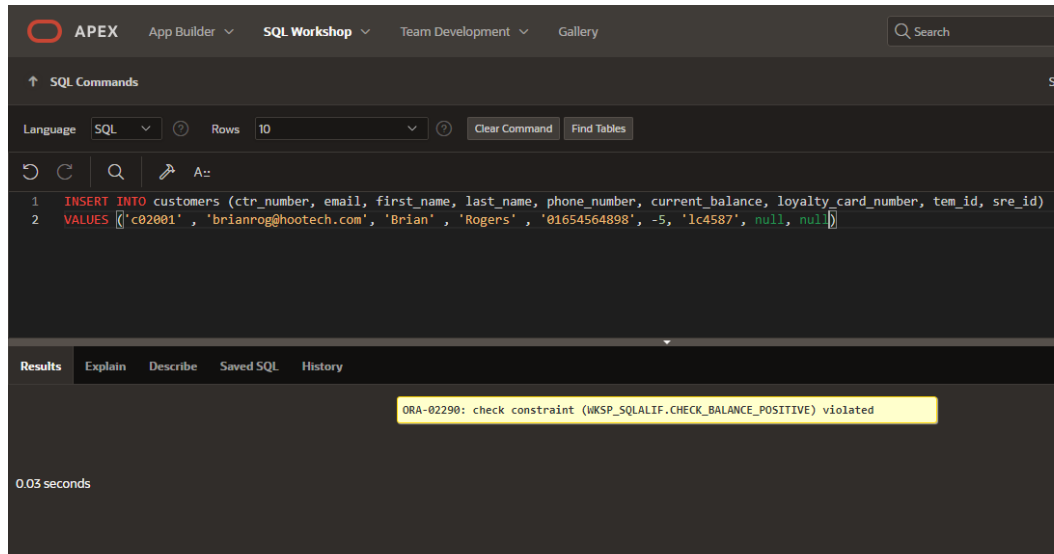 APEX App Builder SQL Workshop Team Development Gallery Search
↑ SQL Commands
Language SQL ? Rows 10 ? Clear Command Find Tables
A::
1 INSERT INTO customers (ctr_number, email, first_name, last_name, phone_number, current_balance, loyalty_card_number, tem_id, sre_id)
2 VALUES ('c02001' , 'brianrog@hootech.com', 'Brian' , 'Rogers' , '01654564898', -5, 'lc4587', null, null)
Results Explain Describe Saved SQL History
ORA-02290: check constraint (WKSP_SQLALIF.CHECK_BALANCE_POSITIVE) violated
0.03 seconds